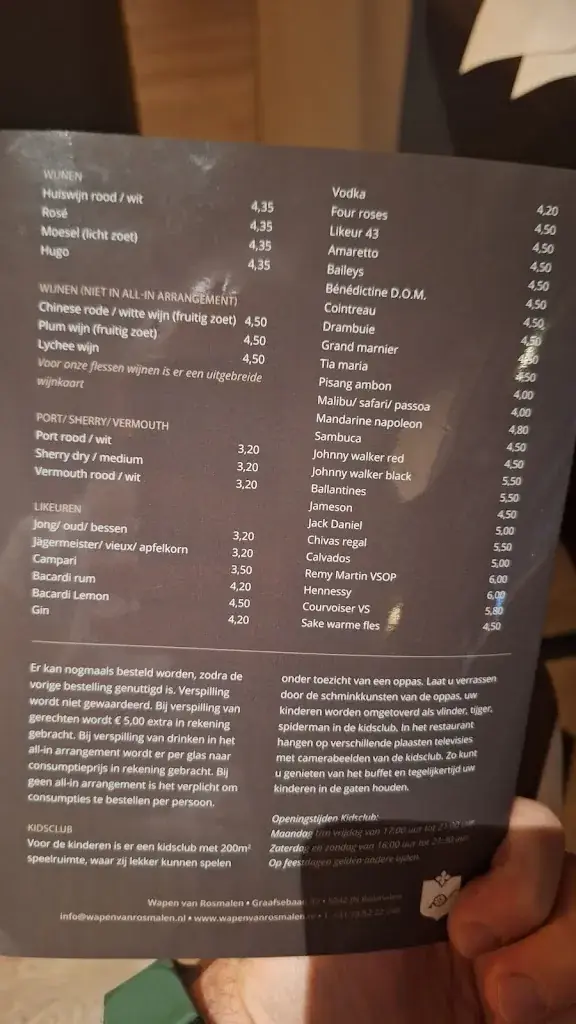 WIJNEN
Huiswijn rood / wit 4,35
Rosé 4,35
Moesel (licht zoet) 4,35
Hugo 4,35
WIJNEN (NIET IN ALL-IN ARRANGEMENT)
Chinese rode / witte wijn (fruitig zoet) 4,50
Plum wijn (fruitig zoet) 4,50
Lychee wijn 4,50
Voor onze flessen wijnen is er een uitgebreide
wijnkaart
PORT/ SHERRY/ VERMOUTH
Port rood / wit 3,20
Sherry dry / medium 3,20
Vermouth rood / wit 3,20
LIKEUREN
Jong/ oud/ bessen 3,20
Jägermeister/ vieux/ apfelkorn 3,20
Campari 3,50
Bacardi rum 4,20
Bacardi Lemon 4,50
Gin 4,20
Vodka 4,20
Four roses 4,50
Likeur 43 4,50
Amaretto 4,50
Baileys 4,50
Bénédictine D.O.M. 4,50
Cointreau 4,50
Drambuie 4,50
Grand marnier 4,50
Tia maria 4,50
Pisang ambon 4,00
Malibu/ safari/ passoa 4,00
Mandarine napoleon 4,80
Sambuca 4,50
Johnny walker red 4,50
Johnny walker black 5,50
Ballantines 5,50
Jameson 4,50
Jack Daniel 5,00
Chivas regal 5,50
Calvados 5,00
Remy Martin VSOP 6,00
Hennessy 6,00
Courvoiser VS 5,80
Sake warme fles 4,50
Er kan nogmaals besteld worden, zodra de
vorige bestelling genuttigd is. Verspilling
wordt niet gewaardeerd. Bij verspilling van
gerechten wordt € 5,00 extra in rekening
gebracht. Bij verspilling van drinken in het
all-in arrangement wordt er per glas naar
consumptieprijs in rekening gebracht. Bij
geen all-in arrangement is het verplicht om
consumpties te bestellen per persoon.
KIDSCLUB
Voor de kinderen is er een kidsclub met 200m²
speelruimte, waar zij lekker kunnen spelen
onder toezicht van een oppas. Laat u verrassen
door de schminkkunsten van de oppas, uw
kinderen worden omgetoverd als vlinder, tijger,
spiderman in de kidsclub. In het restaurant
hangen op verschillende plaasten televisies
met camerabeelden van de kidsclub. Zo kunt
u genieten van het buffet en tegelijkertijd uw
kinderen in de gaten houden.
Openingstijden Kidsclub:
Maandag t/m vrijdag van 17:00 uur tot
Zaterdag en zondag van 16:00 uur tot 21:30 uur
Op feestdagen gelden andere tijden.
Wapen van Rosmalen • Graafsebaan
info@wapenvanrosmalen.nl • www.wapenvanrosmalen.nl